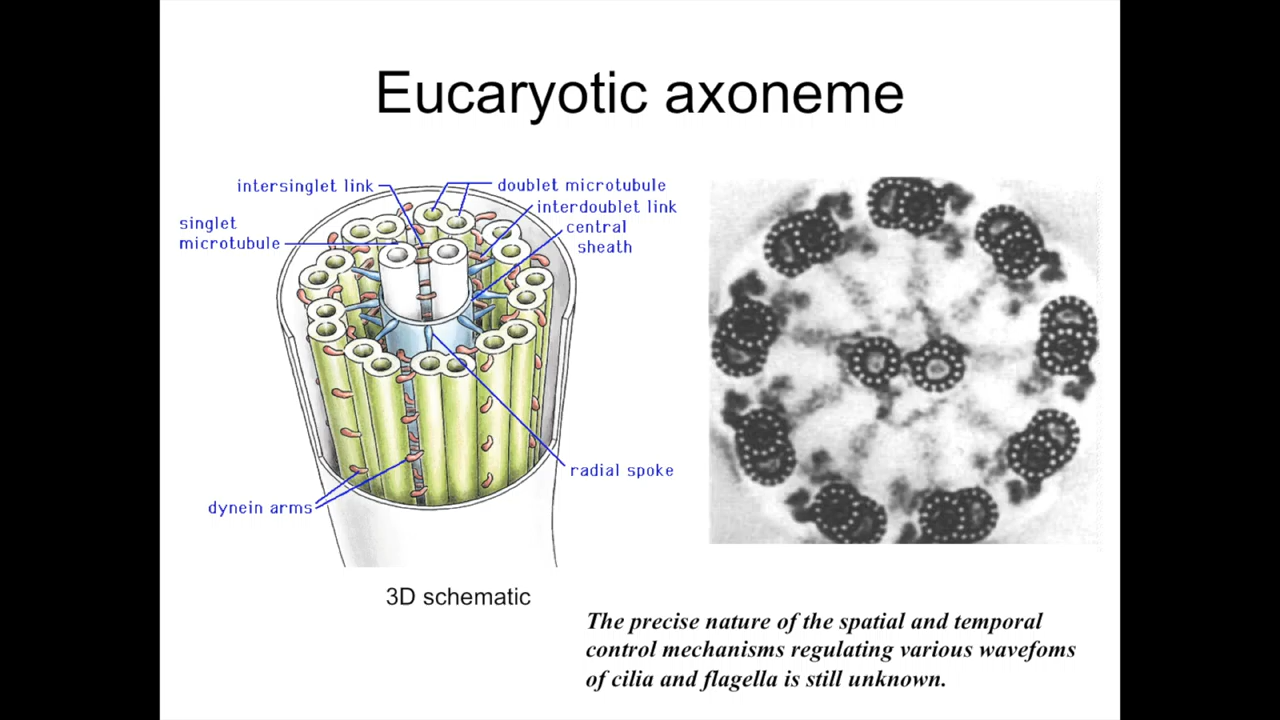 Eucaryotic axoneme
intersinglet link
doublet microtubule
interdoublet link
singlet
microtubule
central
sheath
radial spoke
dynein arms
3D schematic
The precise nature of the spatial and temporal
control mechanisms regulating various wavefoms
of cilia and flagella is still unknown.